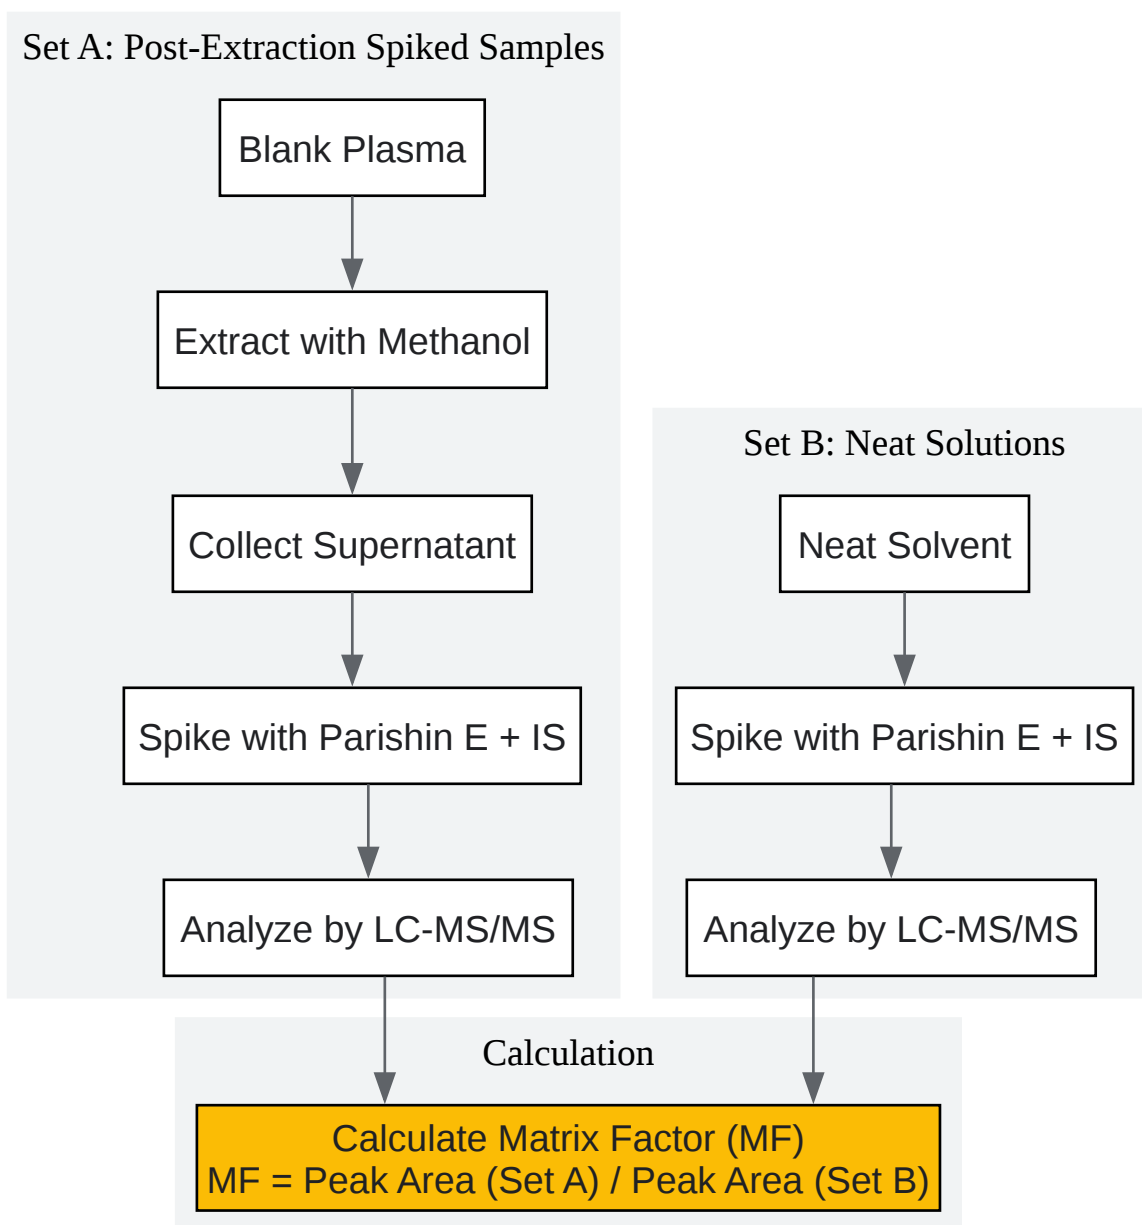 Set A: Post-Extraction Spiked Samples
Blank Plasma
Extract with Methanol
Collect Supernatant
Spike with Parishin E + IS
Analyze by LC-MS/MS
Set B: Neat Solutions
Neat Solvent
Spike with Parishin E + IS
Analyze by LC-MS/MS
Calculation
Calculate Matrix Factor (MF)
MF = Peak Area (Set A) / Peak Area (Set B)